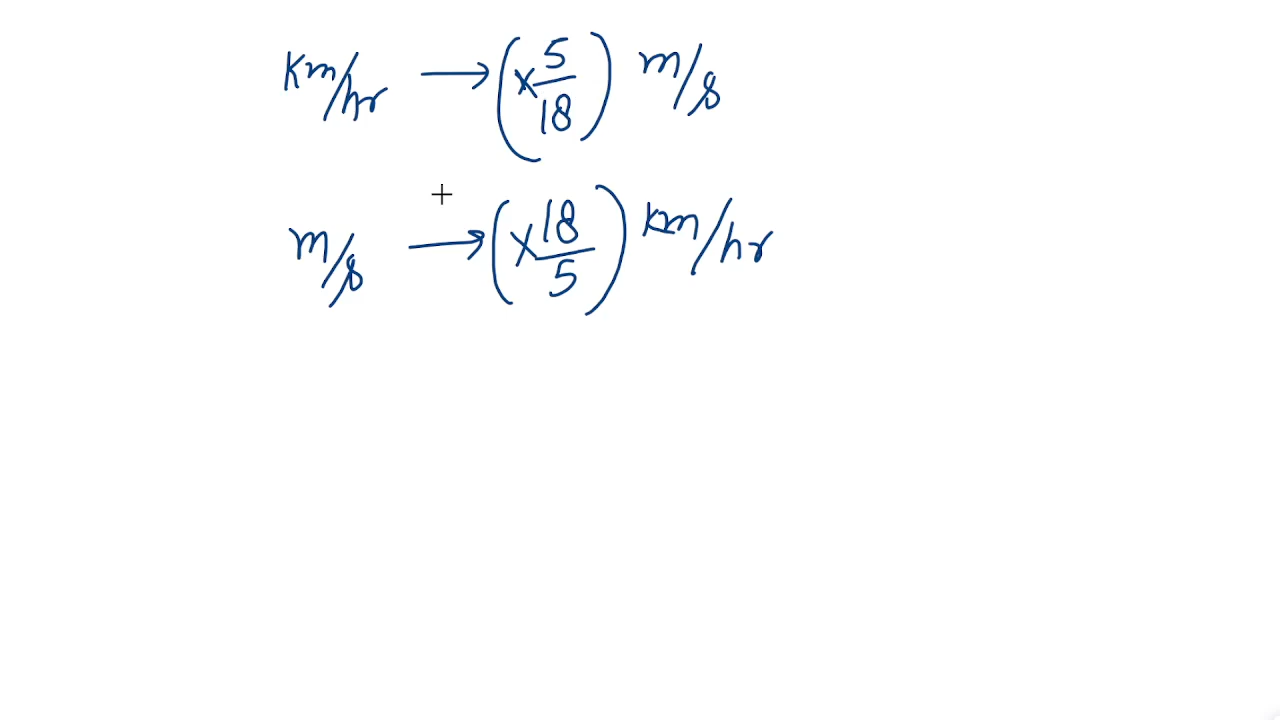 Km/hr → (×5/18) m/s
m/s → (×18/5) km/hr